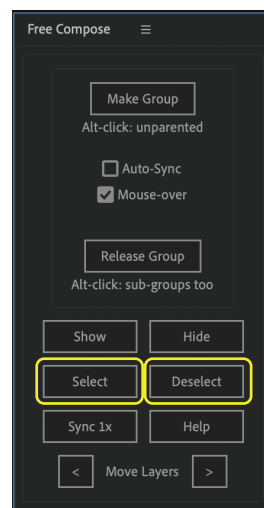 Free Compose ☰
Make Group
Alt-click: unparented
Auto-Sync
Mouse-over
Release Group
Alt-click: sub-groups too
Show Hide
Select Deselect
Sync 1x Help
< Move Layers >